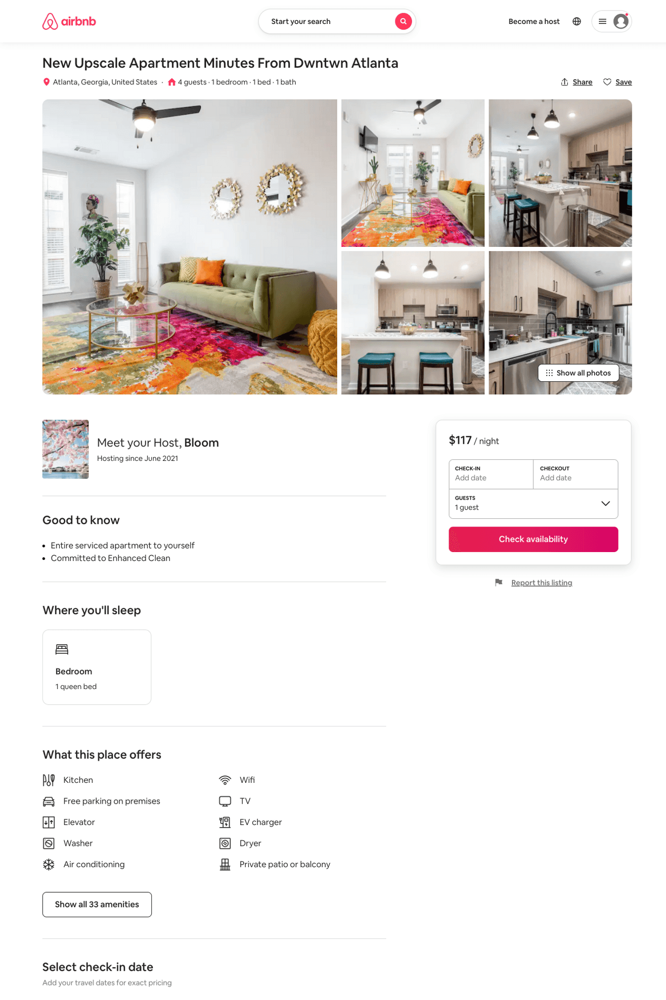 airbnb
Start your search
Become a host
New Upscale Apartment Minutes From Dwntwn Atlanta
Atlanta, Georgia, United States · 4 guests · 1 bedroom · 1 bed · 1 bath
Share
Save
Show all photos
Meet your Host, Bloom
Hosting since June 2021
$117 / night
CHECK-IN
Add date
CHECKOUT
Add date
GUESTS
1 guest
Check availability
Report this listing
Good to know
• Entire serviced apartment to yourself
• Committed to Enhanced Clean
Where you'll sleep
Bedroom
1 queen bed
What this place offers
Kitchen
Wifi
Free parking on premises
TV
Elevator
EV charger
Washer
Dryer
Air conditioning
Private patio or balcony
Show all 33 amenities
Select check-in date
Add your travel dates for exact pricing